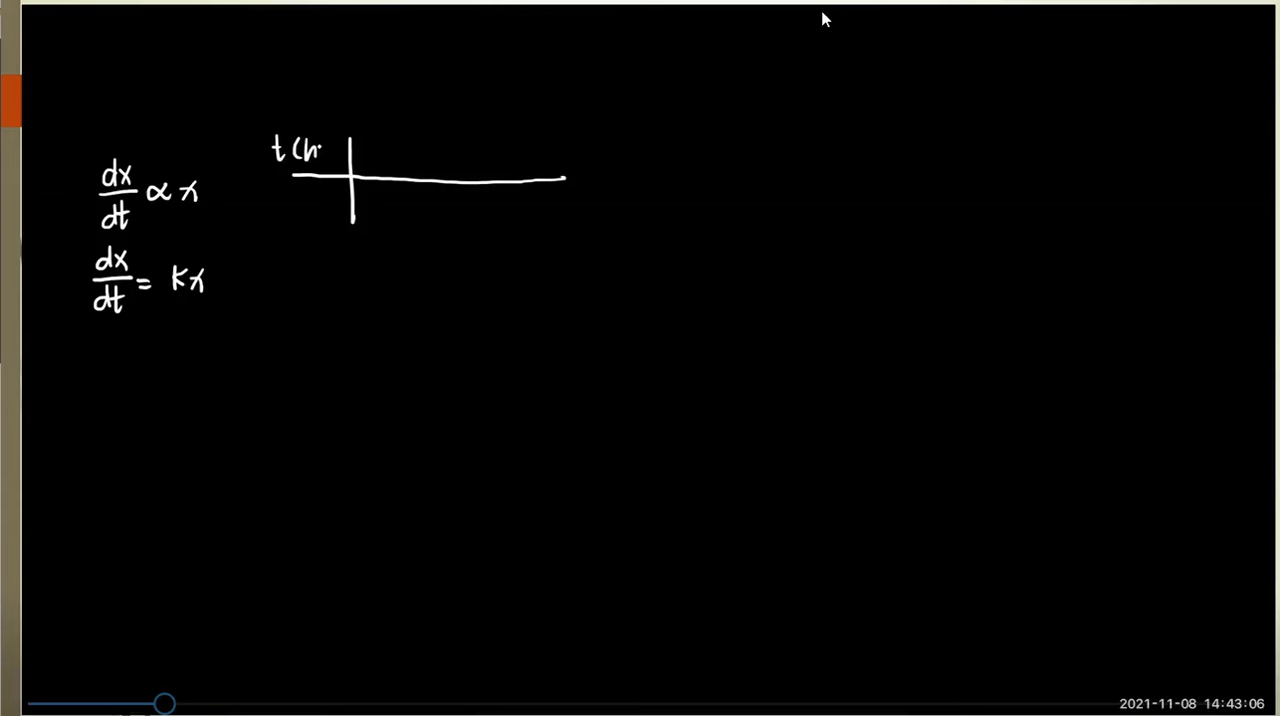 dx/dt ∝ x
t (h
dx/dt = kx
2021-11-08 14:43:06